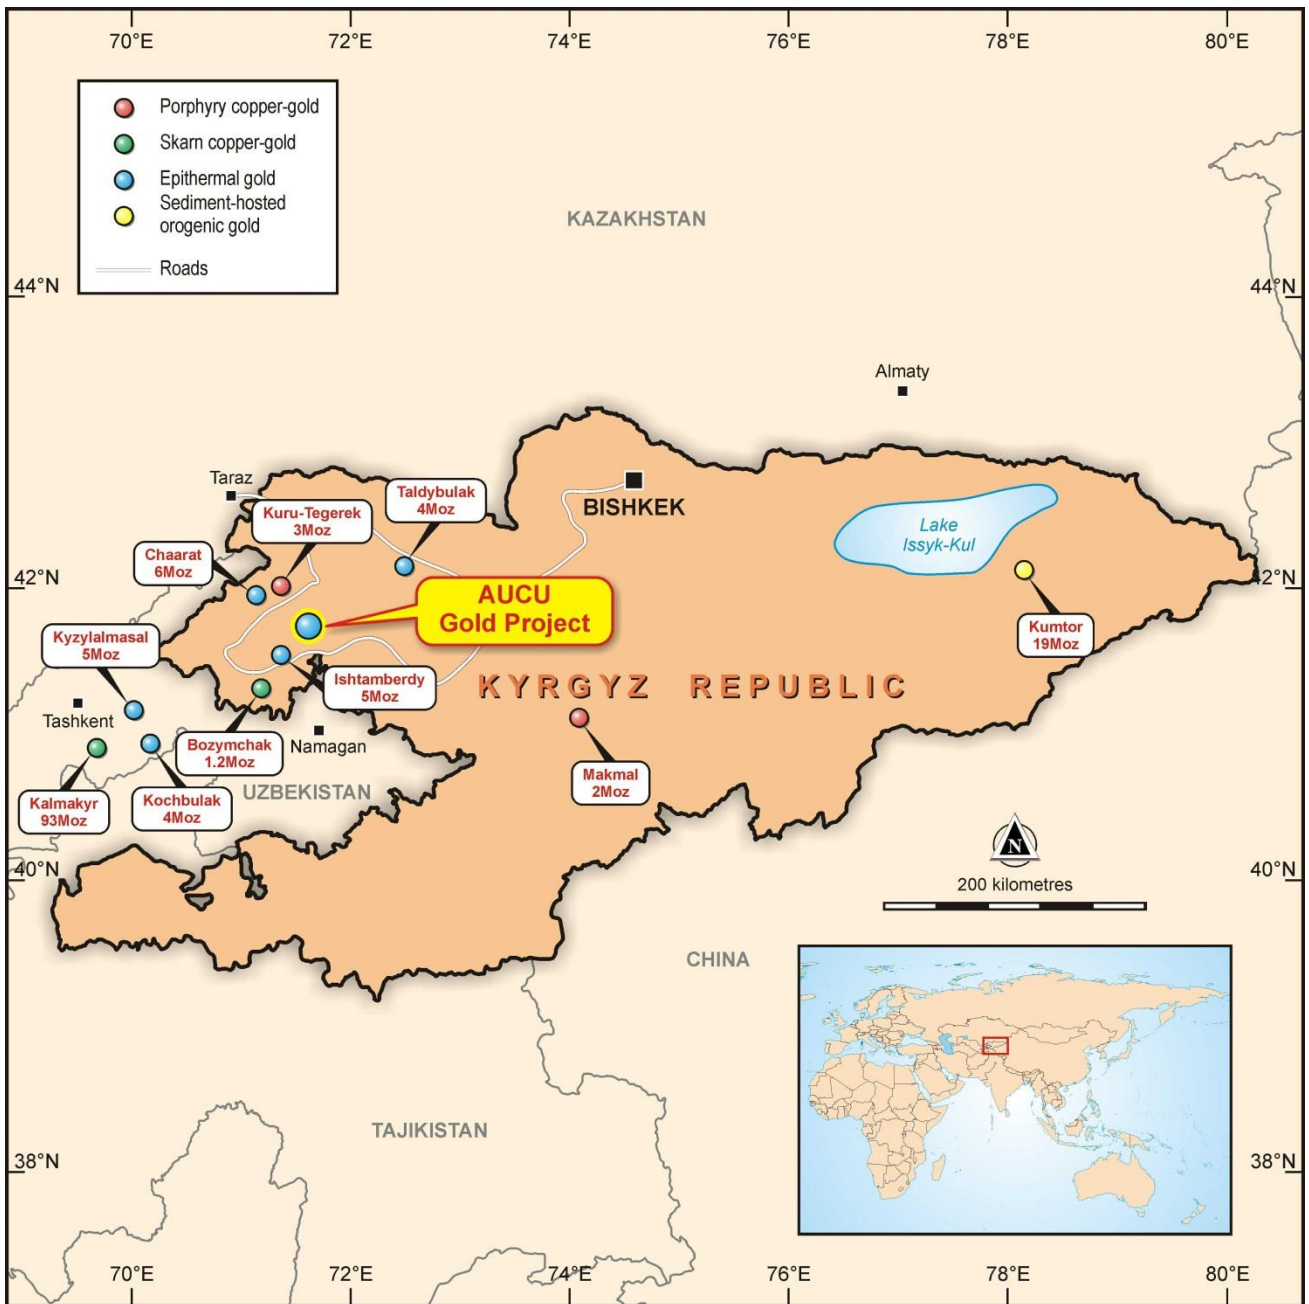 70°E
72°E
74°E
76°E
78°E
80°E
Porphyry copper-gold
Skarn copper-gold
Epithermal gold
Sediment-hosted
orogenic gold
Roads
KAZAKHSTAN
44°N
44°N
Almaty
Taraz
Taldybulak
4Moz
Kuru-Tegerek
3Moz
BISHKEK
Lake
Issyk-Kul
Chaarat
6Moz
42°N
42°N
AUCU
Gold Project
Kumtor
19Moz
Kyzylalmasal
5Moz
Ishtamberdy
5Moz
KYRGYZ REPUBLIC
Tashkent
Bozymchak
1.2Moz
Namagan
Makmal
2Moz
UZBEKISTAN
Kalmakyr
93Moz
Kochbulak
4Moz
N
40°N
40°N
200 kilometres
CHINA
TAJIKISTAN
38°N
38°N
70°E
72°E
74°E
76°E
78°E
80°E